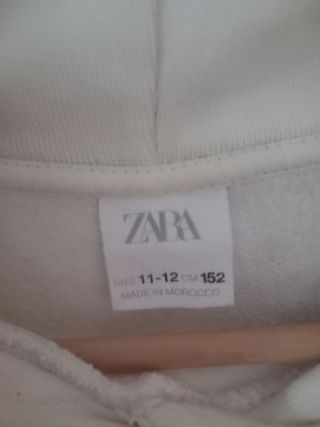 ZARA
SIZE 11-12 CM 152
MADE IN MOROCCO